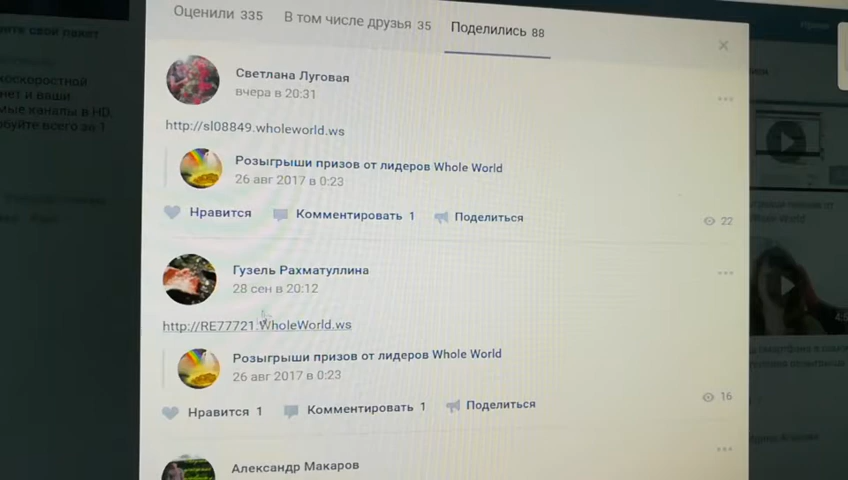 Оценили 335 В том числе друзья 35 Поделились 88
Светлана Луговая
вчера в 20:31
http://sl08849.wholeworld.ws
Розыгрыши призов от лидеров Whole World
26 авг 2017 в 0:23
Нравится Комментировать 1 Поделиться 22
Гузель Рахматуллина
28 сен в 20:12
http://RE77721.WholeWorld.ws
Розыгрыши призов от лидеров Whole World
26 авг 2017 в 0:23
Нравится 1 Комментировать 1 Поделиться 16
Александр Макаров